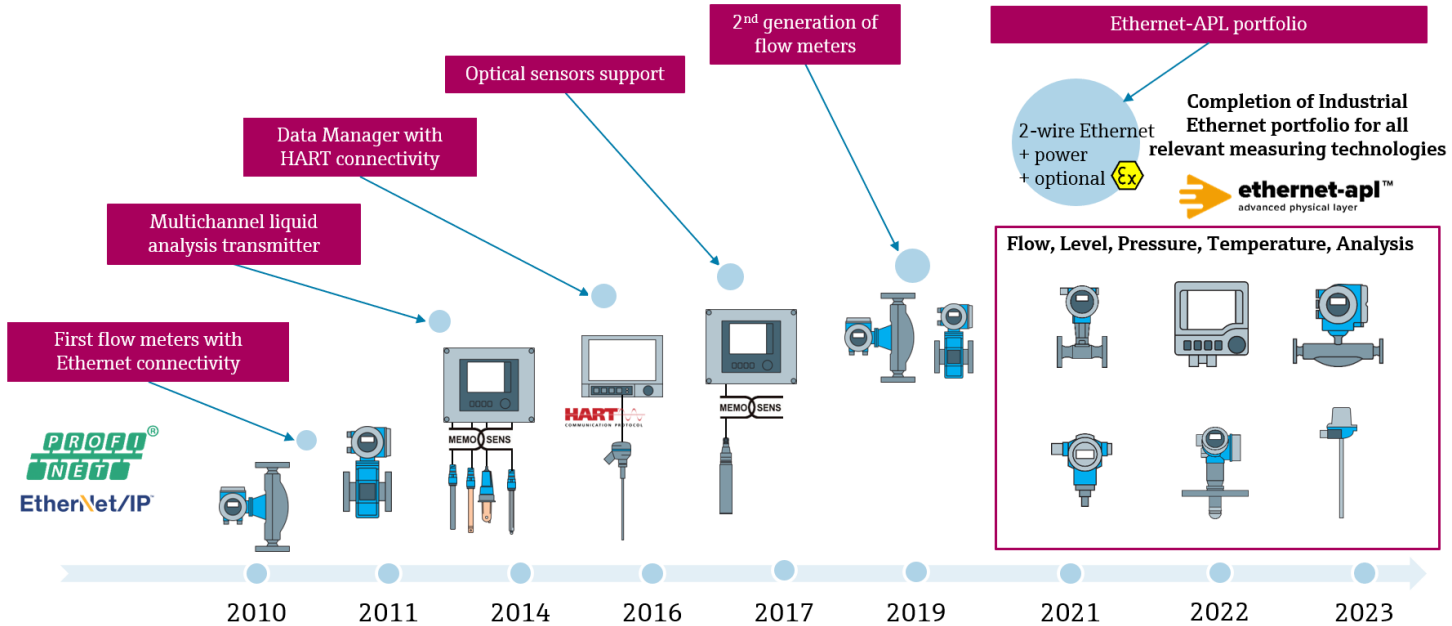 2nd generation of
flow meters
Ethernet-APL portfolio
Optical sensors support
Data Manager with
HART connectivity
Multichannel liquid
analysis transmitter
First flow meters with
Ethernet connectivity
2-wire Ethernet
+ power
+ optional
Ex
Completion of Industrial
Ethernet portfolio for all
relevant measuring technologies
ethernet-apl™
advanced physical layer
Flow, Level, Pressure, Temperature, Analysis
PROFI®
NET
EtherNet/IP™
MEMO SENS
HART
COMMUNICATION PROTOCOL
MEMO SENS
2010
2011
2014
2016
2017
2019
2021
2022
2023